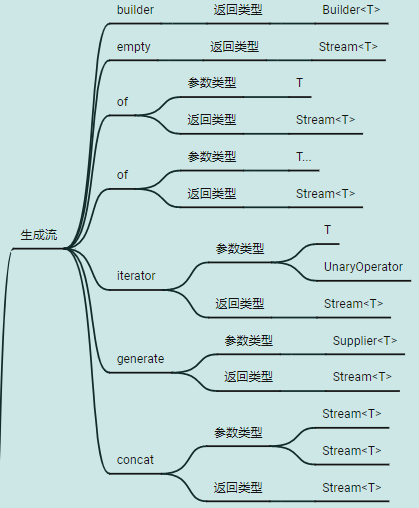 生成流
builder
返回类型
Builder<T>
empty
返回类型
Stream<T>
of
参数类型
T
返回类型
Stream<T>
of
参数类型
T...
返回类型
Stream<T>
iterator
参数类型
T
UnaryOperator
返回类型
Stream<T>
generate
参数类型
Supplier<T>
返回类型
Stream<T>
concat
参数类型
Stream<T>
Stream<T>
返回类型
Stream<T>